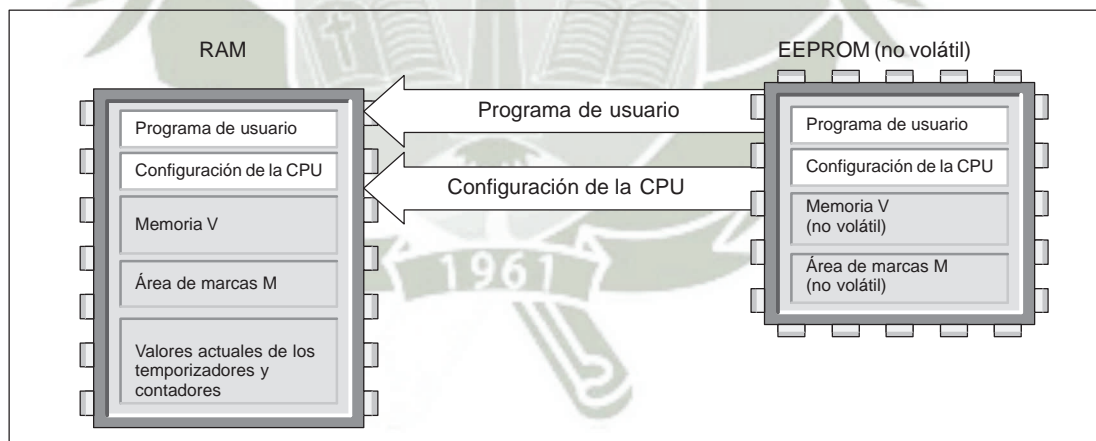 RAM
EEPROM (no volátil)
Programa de usuario
Configuración de la CPU
Memoria V
Área de marcas M
Valores actuales de los
temporizadores y
contadores
Programa de usuario
Configuración de la CPU
Programa de usuario
Configuración de la CPU
Memoria V
(no volátil)
Área de marcas M
(no volátil)
1961